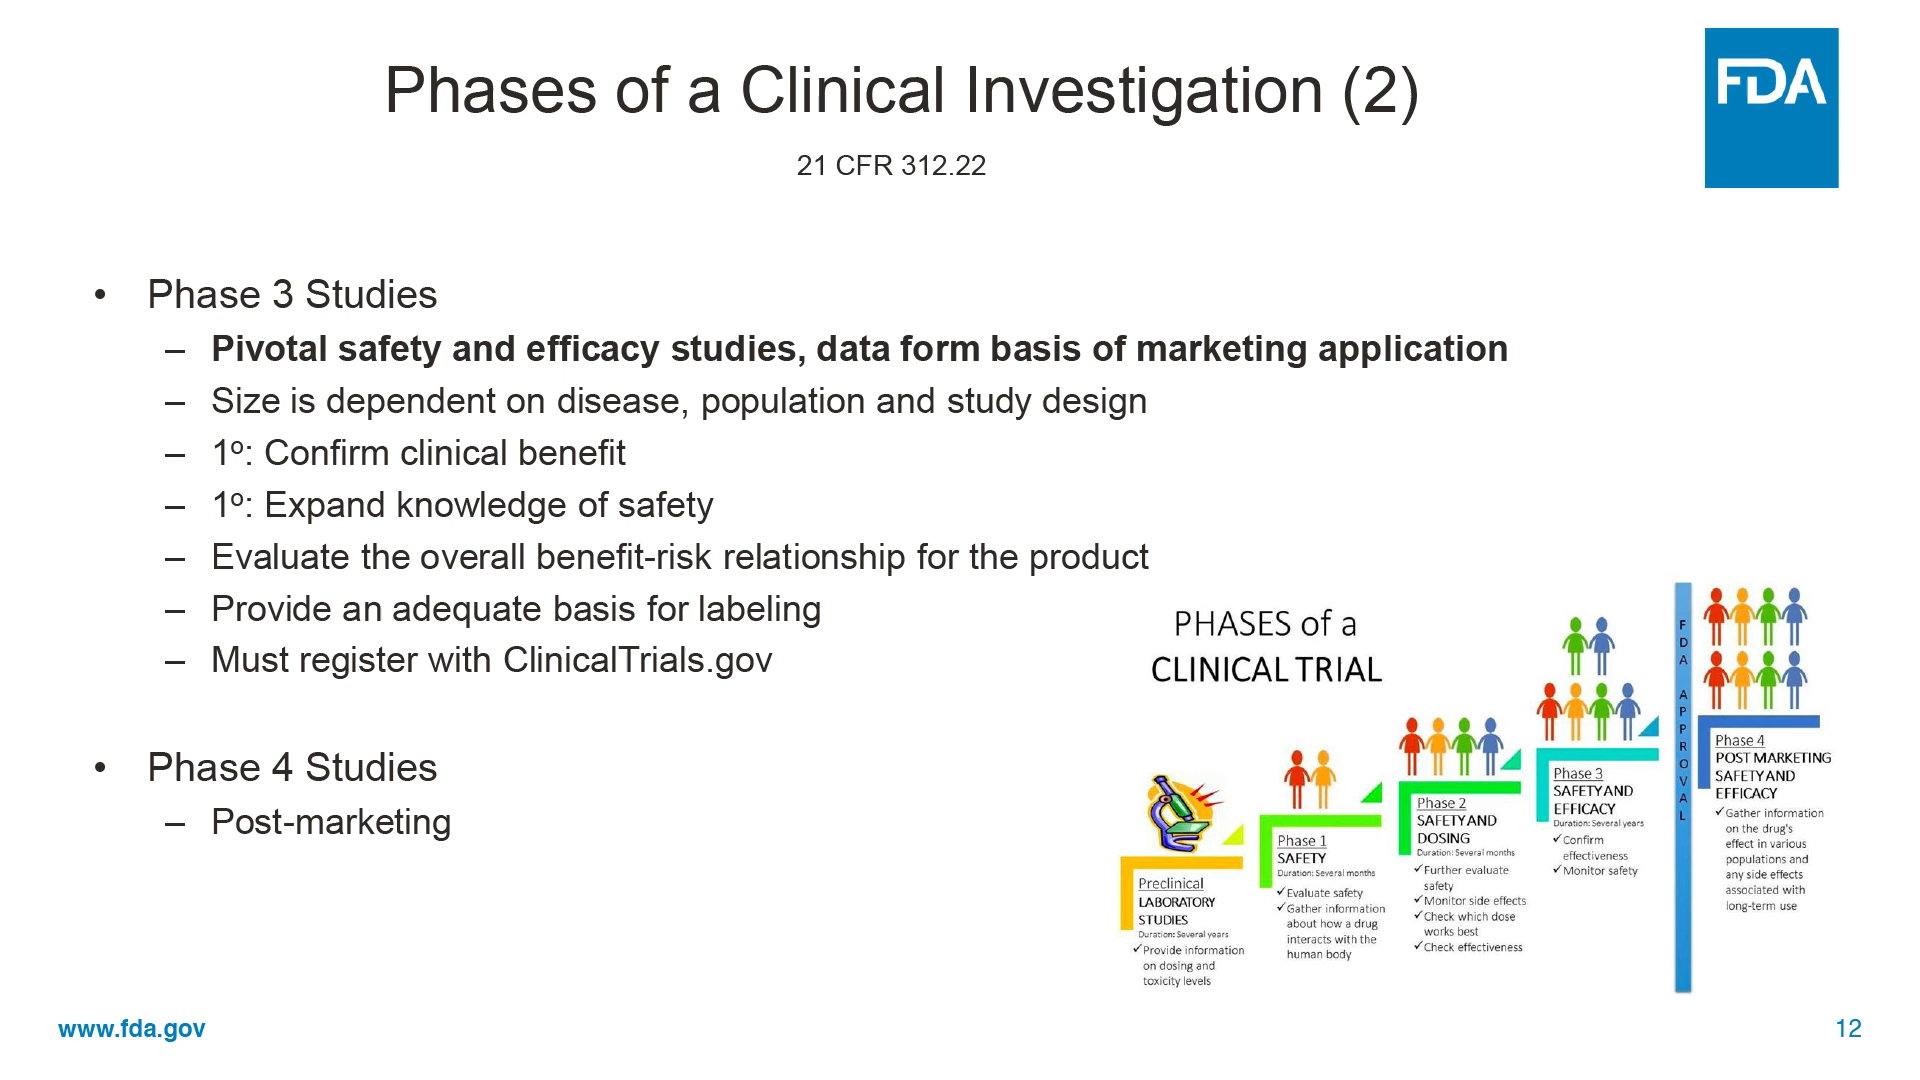 Phases of a Clinical Investigation (2)
21 CFR 312.22
FDA
• Phase 3 Studies
– Pivotal safety and efficacy studies, data form basis of marketing application
– Size is dependent on disease, population and study design
– 1º: Confirm clinical benefit
– 1º: Expand knowledge of safety
– Evaluate the overall benefit-risk relationship for the product
– Provide an adequate basis for labeling
– Must register with ClinicalTrials.gov
• Phase 4 Studies
– Post-marketing
PHASES of a
CLINICAL TRIAL
Preclinical
LABORATORY
STUDIES
Duration: Several years
✓Provide information
on dosing and
toxicity levels
Phase 1
SAFETY
Duration: Several months
✓Evaluate safety
✓Gather information
about how a drug
interacts with the
human body
Phase 2
SAFETY AND
DOSING
Duration: Several months
✓Further evaluate
safety
✓Monitor side effects
✓Check which dose
works best
✓Check effectiveness
Phase 3
SAFETY AND
EFFICACY
Duration: Several years
✓Confirm
effectiveness
✓Monitor safety
FDA APPROVAL
Phase 4
POST MARKETING
SAFETY AND
EFFICACY
✓Gather information
on the drug's
effect in various
populations and
any side effects
associated with
long-term use
www.fda.gov
12